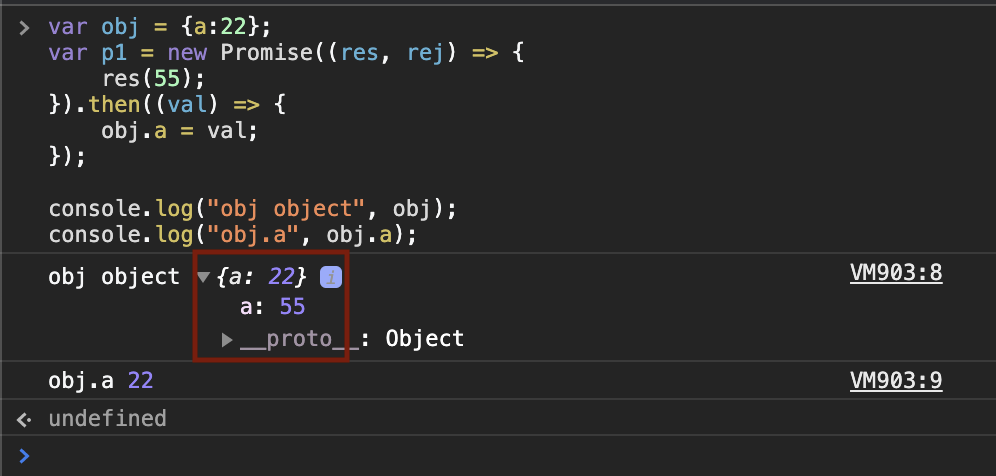 > var obj = {a:22};
var p1 = new Promise((res, rej) => {
    res(55);
}).then((val) => {
    obj.a = val;
});
console.log("obj object", obj);
console.log("obj.a", obj.a);
obj object ▼{a: 22} i VM903:8
a: 55
▶__proto__: Object
obj.a 22 VM903:9
<· undefined
>